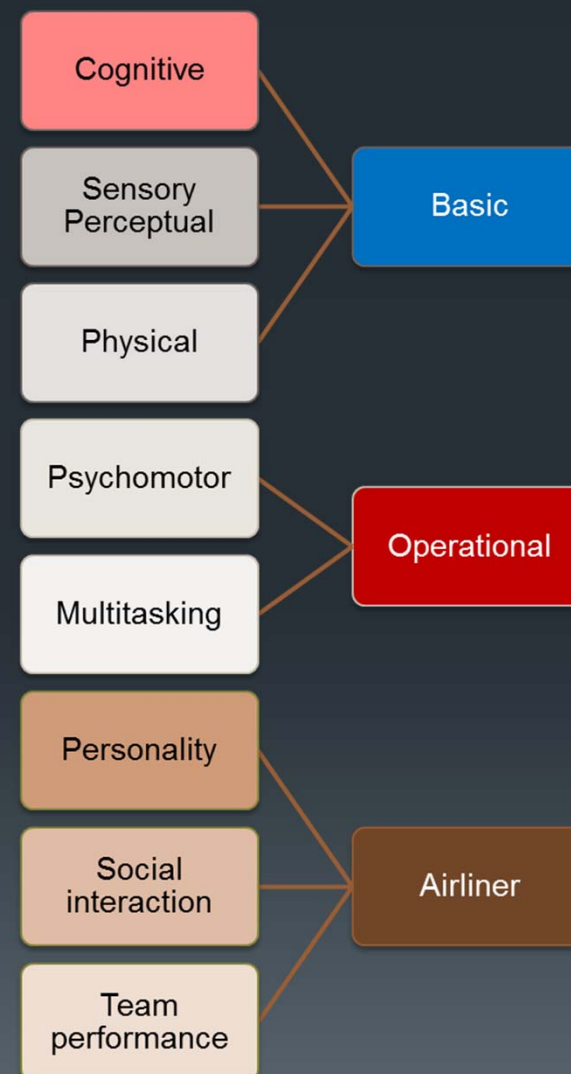 Cognitive
Sensory
Perceptual
Physical
Basic
Psychomotor
Multitasking
Operational
Personality
Social
interaction
Team
performance
Airliner